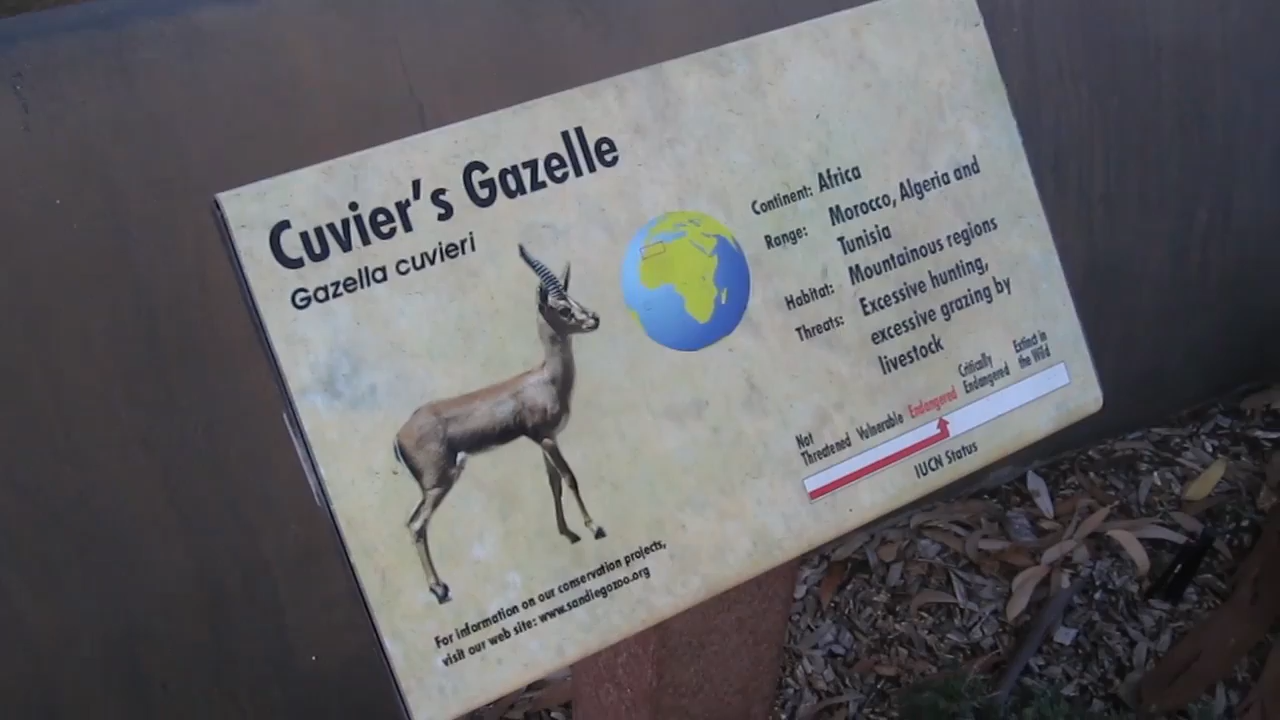 Cuvier's Gazelle
Gazella cuvieri
Continent: Africa
Range: Morocco, Algeria and
Tunisia
Habitat: Mountainous regions
Threats: Excessive hunting,
excessive grazing by
livestock
Not
Threatened
Vulnerable
Endangered
Critically
Endangered
Extinct in
the Wild
IUCN Status
For information on our conservation projects,
visit our web site: www.sandiegozoo.org